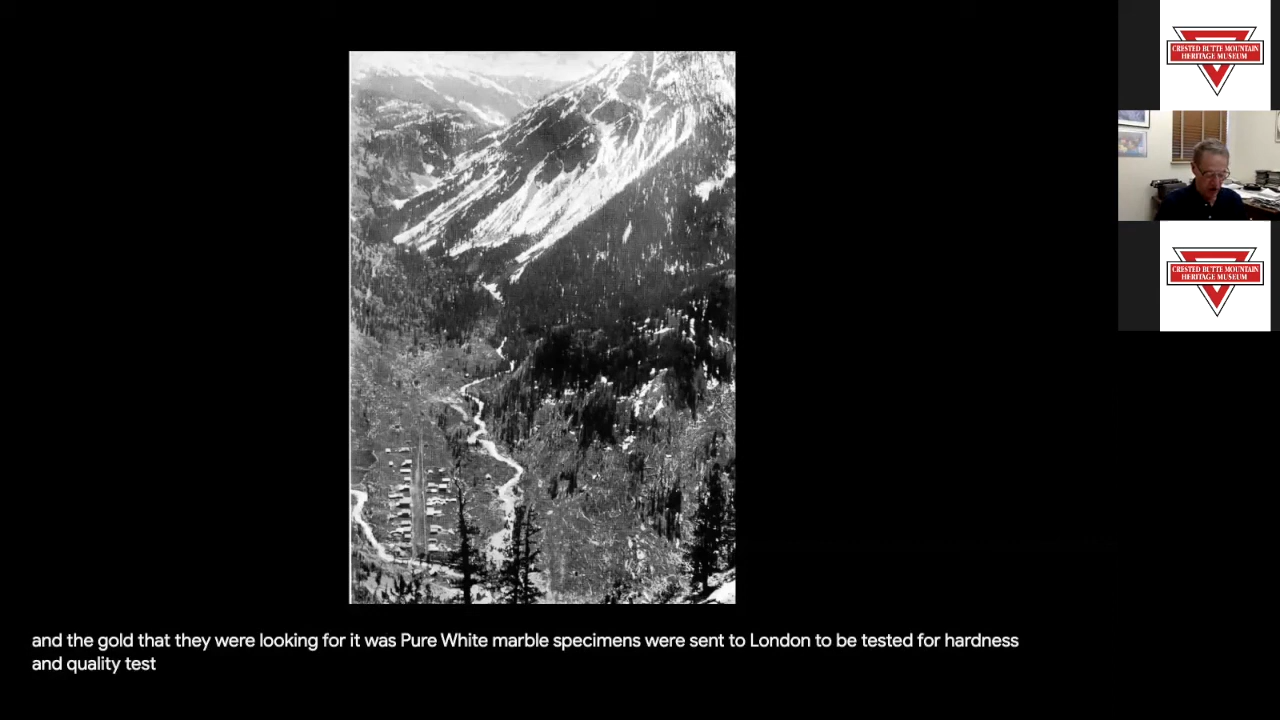 CRESTED BUTTE MOUNTAIN
HERITAGE MUSEUM
CRESTED BUTTE MOUNTAIN
HERITAGE MUSEUM
and the gold that they were looking for it was Pure White marble specimens were sent to London to be tested for hardness
and quality test